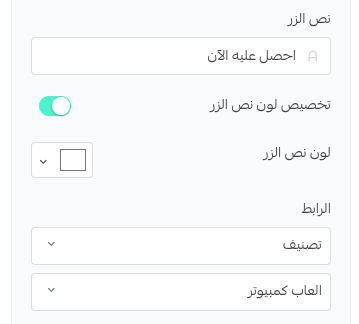 نص الزر
احصل عليه الآن
تخصيص لون نص الزر
لون نص الزر
الرابط
تصنيف
العاب كمبيوتر